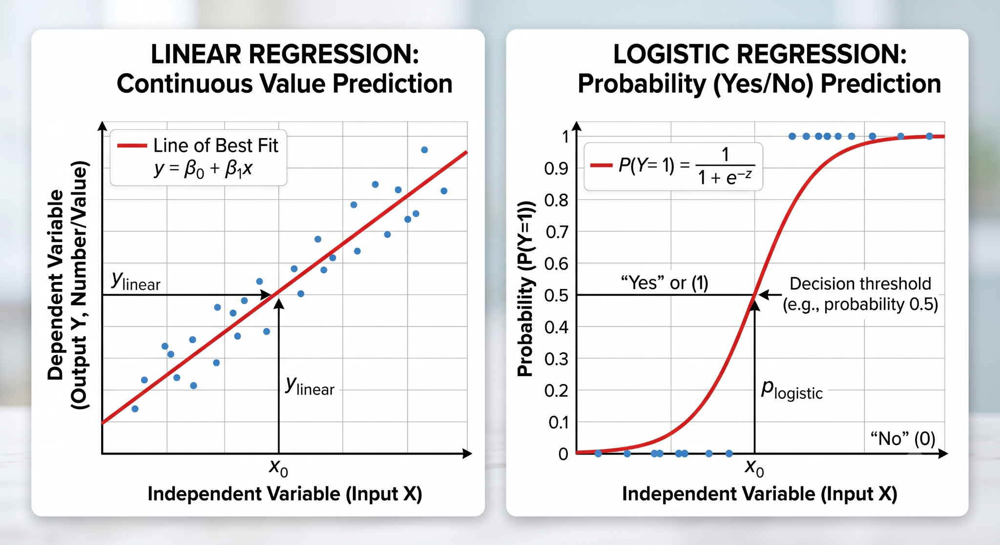 LINEAR REGRESSION:
Continuous Value Prediction
Dependent Variable
(Output Y, Number/Value)
Line of Best Fit
y = β₀ + β₁x
y_linear
y_linear
x₀
Independent Variable (Input X)
LOGISTIC REGRESSION:
Probability (Yes/No) Prediction
Probability (P(Y=1))
1
0.9
0.8
0.7
0.6
0.5
0.4
0.3
0.2
0.1
0
P(Y= 1) = 1 / (1 + e^−z)
“Yes” or (1)
Decision threshold
(e.g., probability 0.5)
p_logistic
“No” (0)
x₀
Independent Variable (Input X)